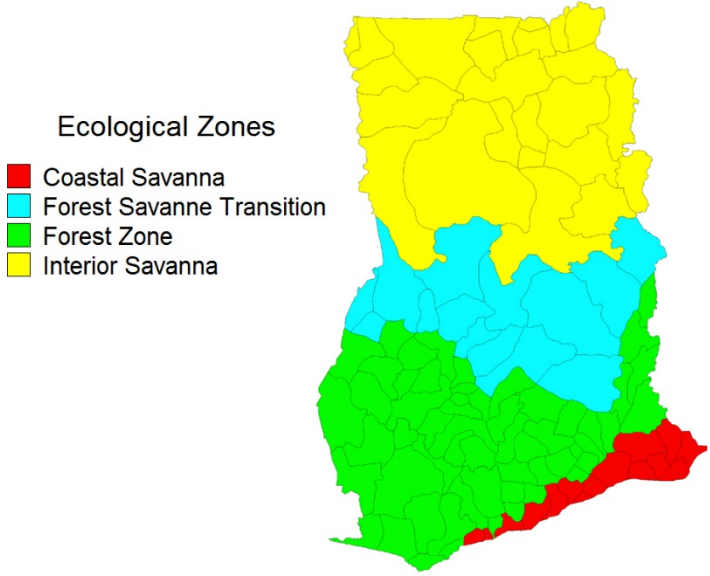 Ecological Zones
Coastal Savanna
Forest Savanne Transition
Forest Zone
Interior Savanna